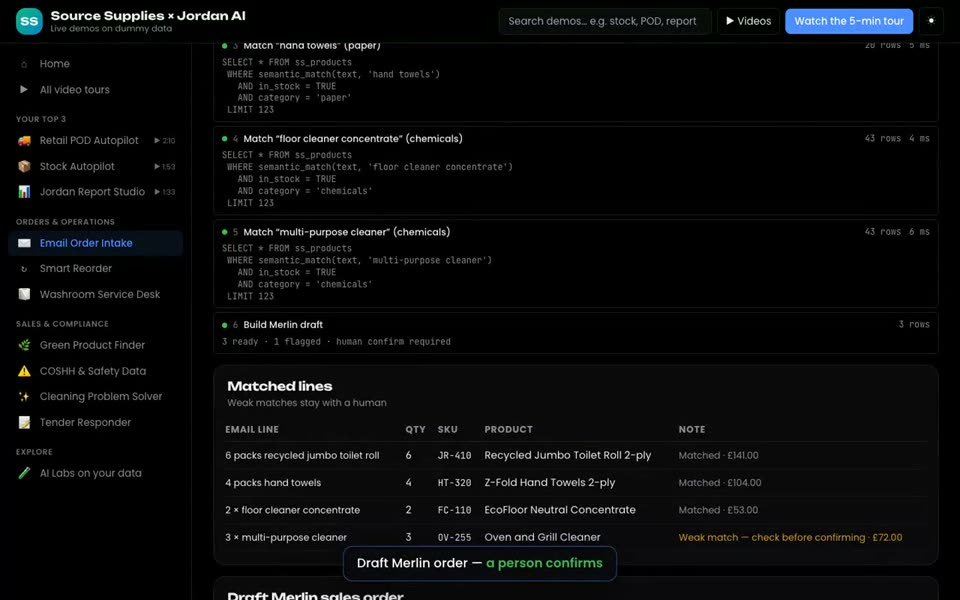 SS
Source Supplies × Jordan AI
Live demos on dummy data
Search demos... e.g. stock, POD, report
▶ Videos
Watch the 5-min tour
Home
All video tours
YOUR TOP 3
Retail POD Autopilot ▶ 2:10
Stock Autopilot ▶ 1:53
Jordan Report Studio ▶ 1:33
ORDERS & OPERATIONS
Email Order Intake
Smart Reorder
Washroom Service Desk
SALES & COMPLIANCE
Green Product Finder
COSHH & Safety Data
Cleaning Problem Solver
Tender Responder
EXPLORE
AI Labs on your data
3 Match “hand towels” (paper) 20 rows 5 ms
SELECT * FROM ss_products
WHERE semantic_match(text, 'hand towels')
AND in_stock = TRUE
AND category = 'paper'
LIMIT 123
4 Match “floor cleaner concentrate” (chemicals) 43 rows 4 ms
SELECT * FROM ss_products
WHERE semantic_match(text, 'floor cleaner concentrate')
AND in_stock = TRUE
AND category = 'chemicals'
LIMIT 123
5 Match “multi-purpose cleaner” (chemicals) 43 rows 6 ms
SELECT * FROM ss_products
WHERE semantic_match(text, 'multi-purpose cleaner')
AND in_stock = TRUE
AND category = 'chemicals'
LIMIT 123
6 Build Merlin draft 3 rows
3 ready · 1 flagged · human confirm required
Matched lines
Weak matches stay with a human
EMAIL LINE QTY SKU PRODUCT NOTE
6 packs recycled jumbo toilet roll 6 JR-410 Recycled Jumbo Toilet Roll 2-ply Matched · £141.00
4 packs hand towels 4 HT-320 Z-Fold Hand Towels 2-ply Matched · £104.00
2 × floor cleaner concentrate 2 FC-110 EcoFloor Neutral Concentrate Matched · £53.00
3 × multi-purpose cleaner 3 OV-255 Oven and Grill Cleaner Weak match — check before confirming · £72.00
Draft Merlin order — a person confirms
Draft Merlin sales order